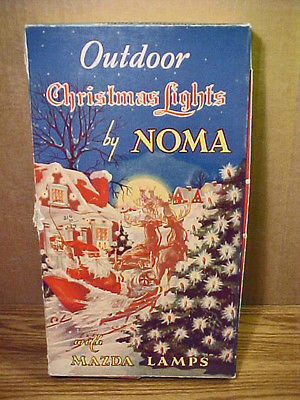 Outdoor
Christmas Lights
by NOMA
with
MAZDA LAMPS